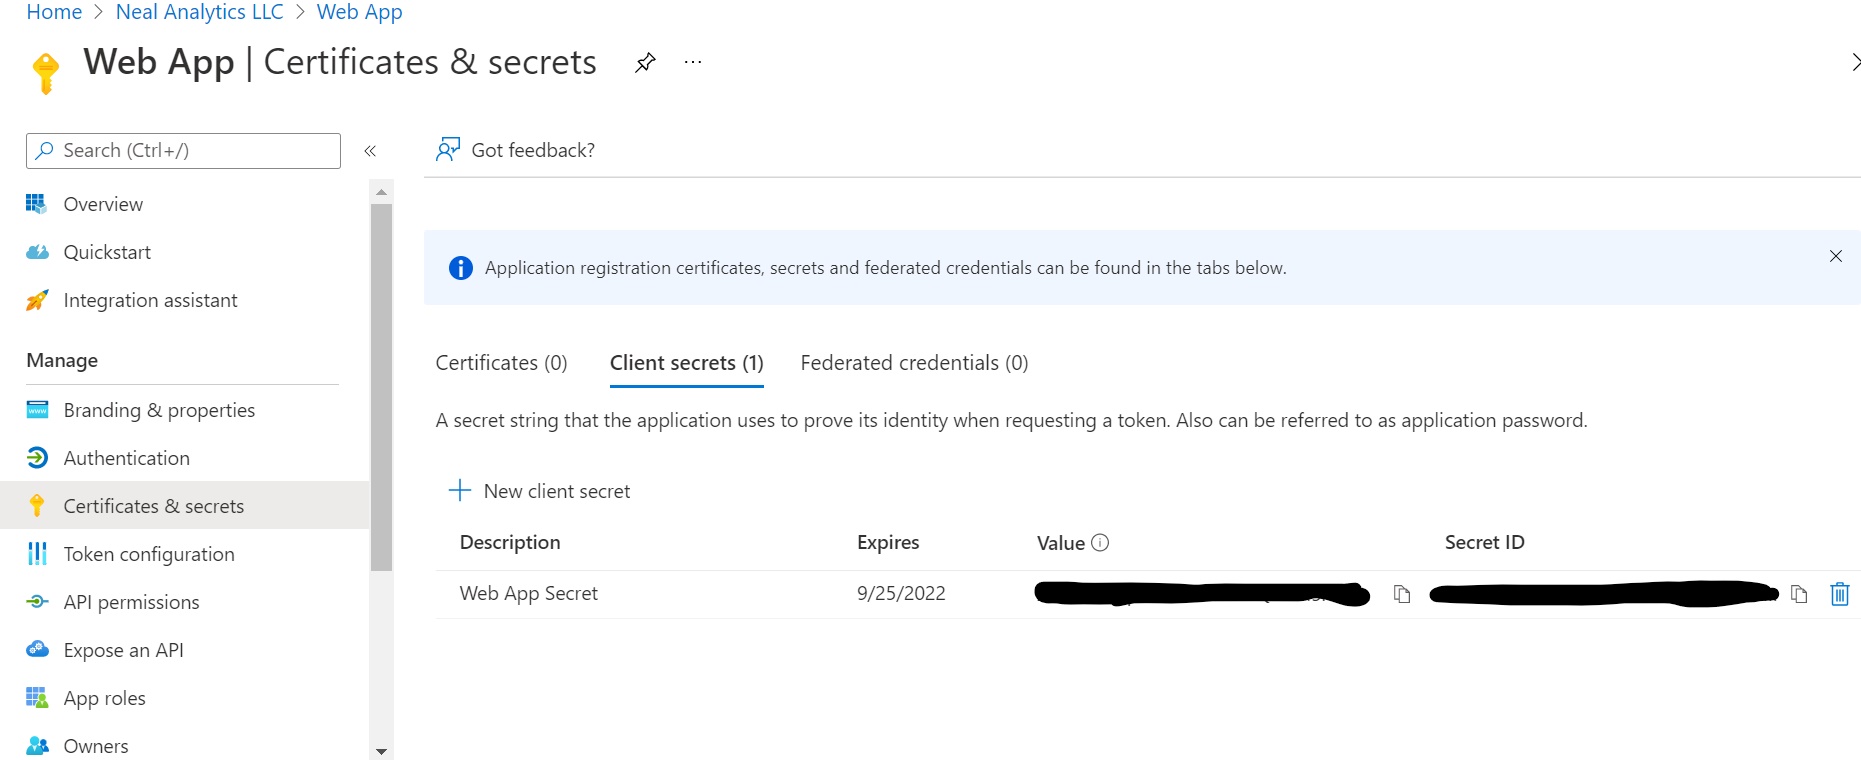 Home > Neal Analytics LLC > Web App
Web App | Certificates & secrets ...
Search (Ctrl+/)
«
Got feedback?
Overview
Quickstart
Integration assistant
Manage
Branding & properties
Authentication
Certificates & secrets
Token configuration
API permissions
Expose an API
App roles
Owners
Application registration certificates, secrets and federated credentials can be found in the tabs below.
Certificates (0) Client secrets (1) Federated credentials (0)
A secret string that the application uses to prove its identity when requesting a token. Also can be referred to as application password.
New client secret
Description Expires Value Secret ID
Web App Secret 9/25/2022